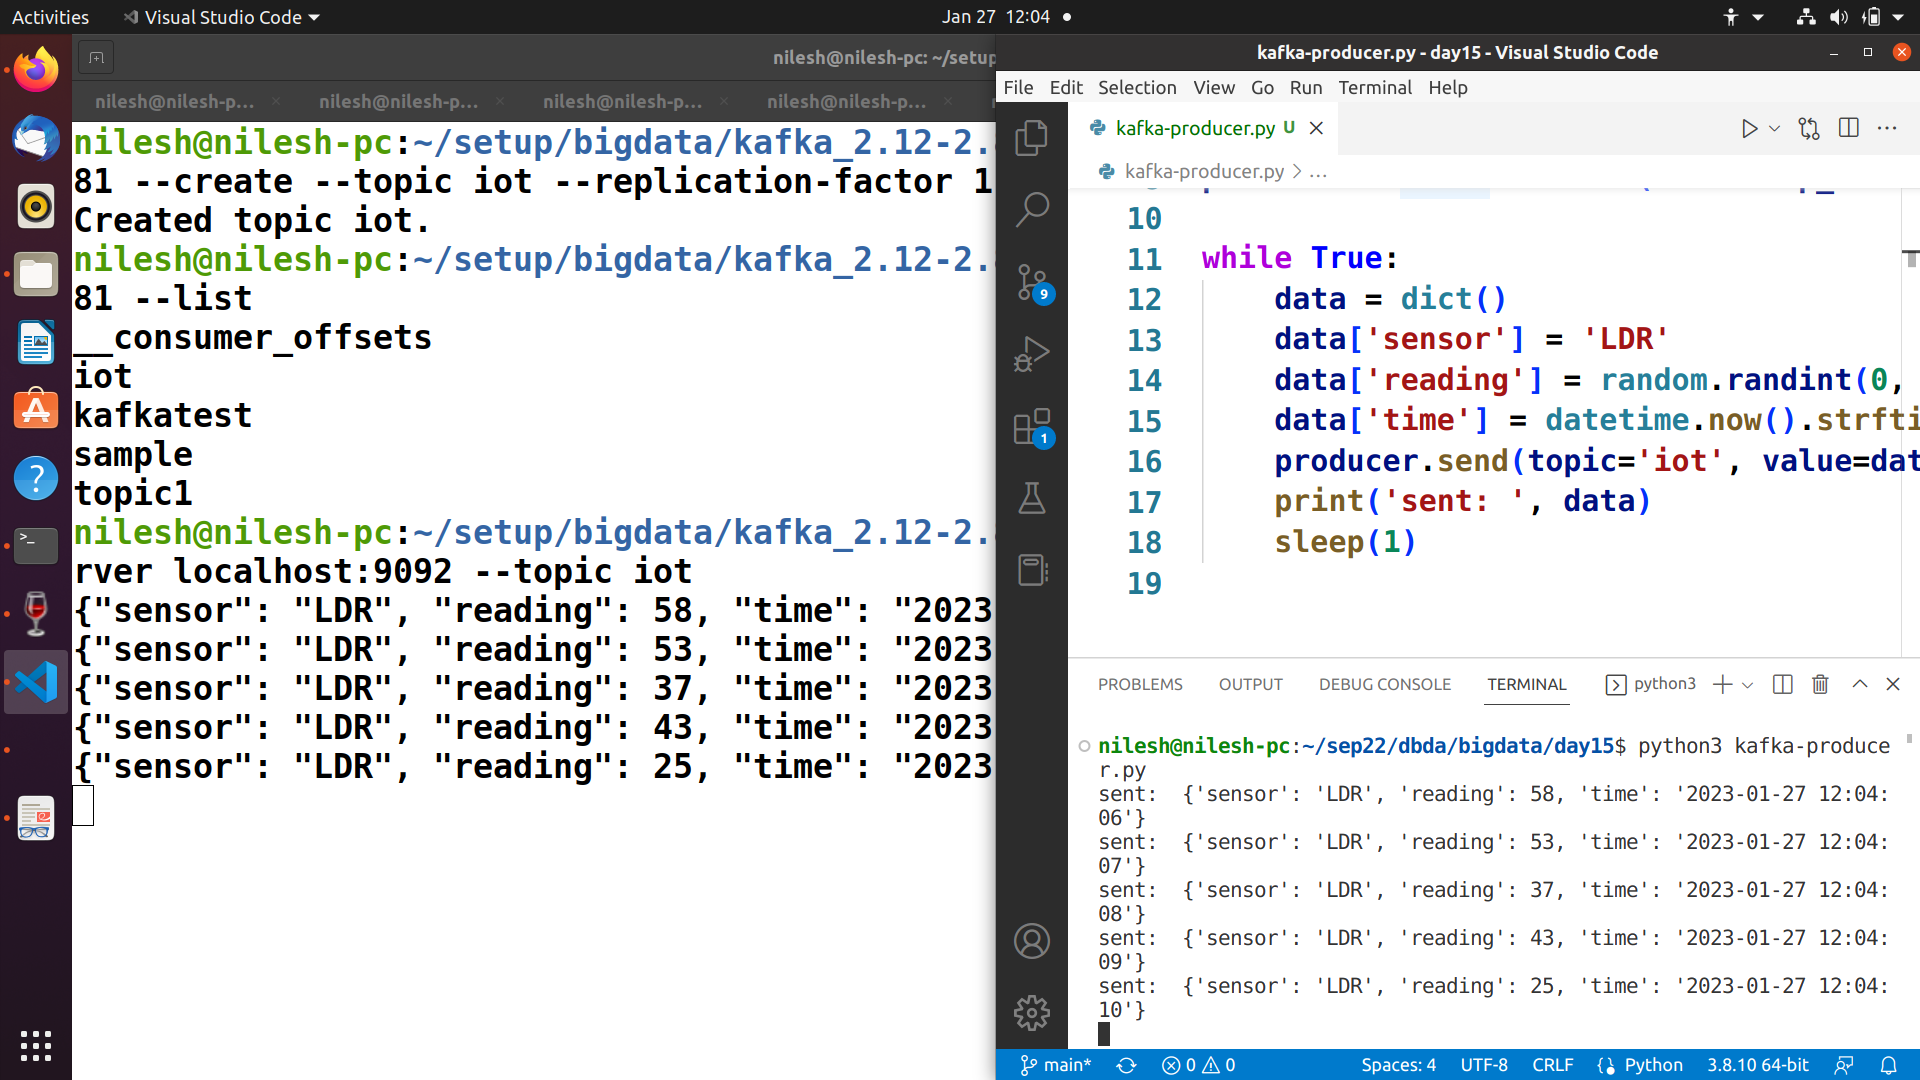 Activities
Visual Studio Code
Jan 27 12:04
nilesh@nilesh-pc: ~/setup
nilesh@nilesh-p...
nilesh@nilesh-p...
nilesh@nilesh-p...
nilesh@nilesh-p...
nilesh@nilesh-pc:~/setup/bigdata/kafka_2.12-2.
81 --create --topic iot --replication-factor 1
Created topic iot.
nilesh@nilesh-pc:~/setup/bigdata/kafka_2.12-2.
81 --list
__consumer_offsets
iot
kafkatest
sample
topic1
nilesh@nilesh-pc:~/setup/bigdata/kafka_2.12-2.
rver localhost:9092 --topic iot
{"sensor": "LDR", "reading": 58, "time": "2023
{"sensor": "LDR", "reading": 53, "time": "2023
{"sensor": "LDR", "reading": 37, "time": "2023
{"sensor": "LDR", "reading": 43, "time": "2023
{"sensor": "LDR", "reading": 25, "time": "2023
kafka-producer.py - day15 - Visual Studio Code
File Edit Selection View Go Run Terminal Help
kafka-producer.py U
kafka-producer.py > ...
9
1
10
11 while True:
12 data = dict()
13 data['sensor'] = 'LDR'
14 data['reading'] = random.randint(0,
15 data['time'] = datetime.now().strfti
16 producer.send(topic='iot', value=dat
17 print('sent: ', data)
18 sleep(1)
19
PROBLEMS OUTPUT DEBUG CONSOLE TERMINAL python3
nilesh@nilesh-pc:~/sep22/dbda/bigdata/day15$ python3 kafka-produce
r.py
sent:  {'sensor': 'LDR', 'reading': 58, 'time': '2023-01-27 12:04:
06'}
sent:  {'sensor': 'LDR', 'reading': 53, 'time': '2023-01-27 12:04:
07'}
sent:  {'sensor': 'LDR', 'reading': 37, 'time': '2023-01-27 12:04:
08'}
sent:  {'sensor': 'LDR', 'reading': 43, 'time': '2023-01-27 12:04:
09'}
sent:  {'sensor': 'LDR', 'reading': 25, 'time': '2023-01-27 12:04:
10'}
main* 0 0 Spaces: 4 UTF-8 CRLF Python 3.8.10 64-bit